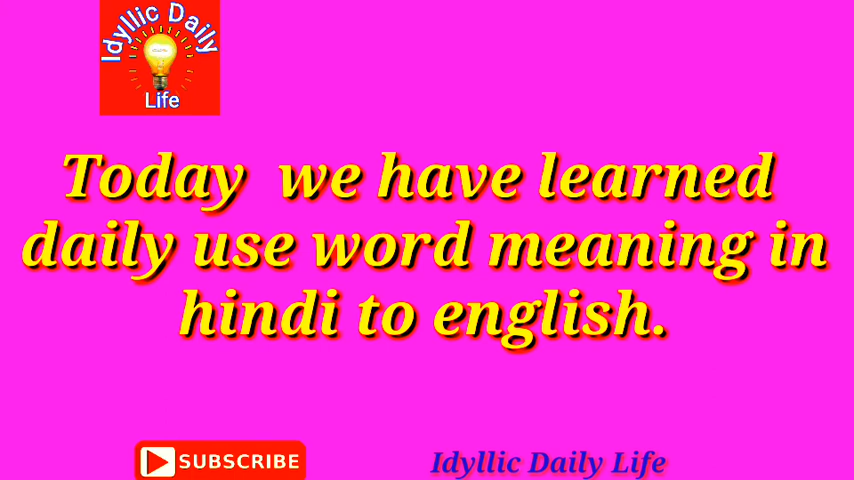 Idyllic Daily
Life
Today we have learned
daily use word meaning in
hindi to english.
SUBSCRIBE
Idyllic Daily Life